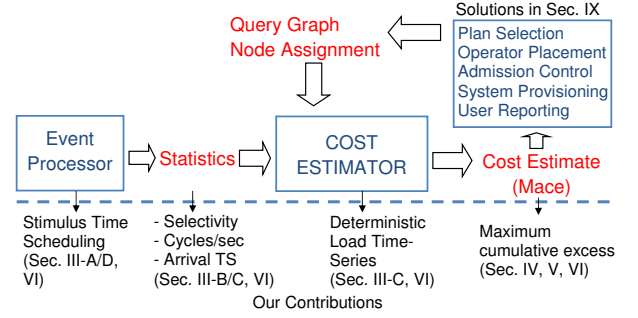 Solutions in Sec. IX
Query Graph
Node Assignment
Plan Selection
Operator Placement
Admission Control
System Provisioning
User Reporting
Event
Processor
Statistics
COST
ESTIMATOR
Cost Estimate
(Mace)
Stimulus Time
Scheduling
(Sec. III-A/D,
VI)
- Selectivity
- Cycles/sec
- Arrival TS
(Sec. III-B/C, VI)
Deterministic
Load Time-
Series
(Sec. III-C, VI)
Maximum
cumulative excess
(Sec. IV, V, VI)
Our Contributions